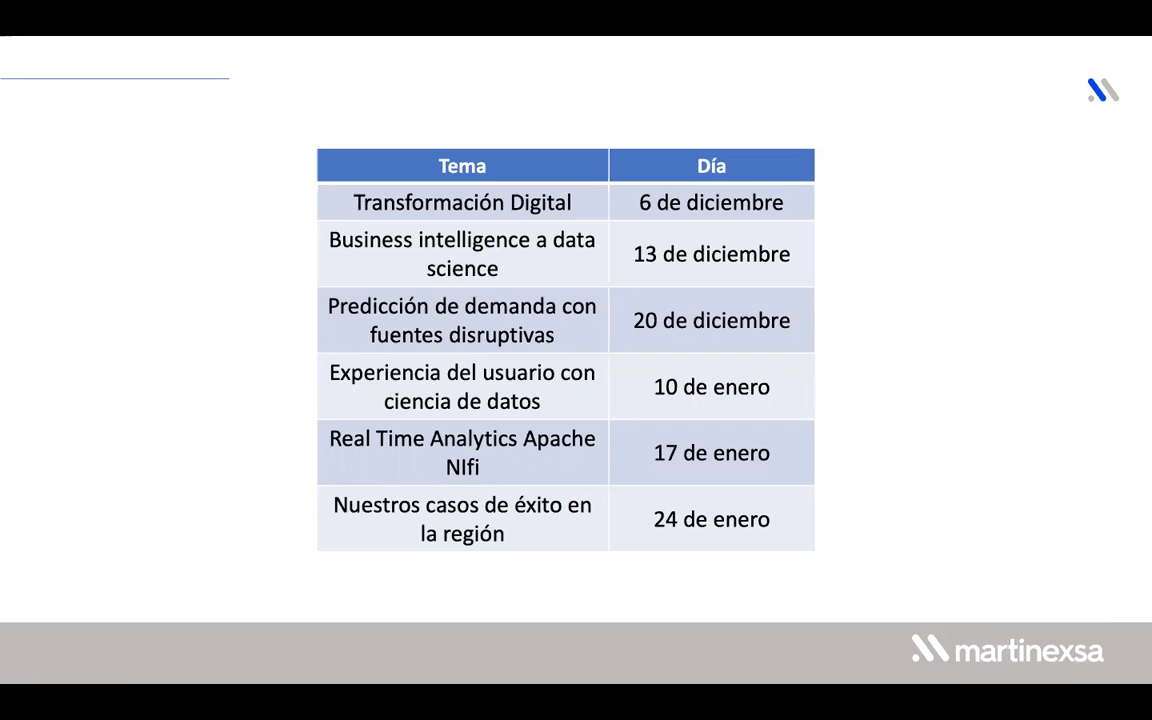 Tema Día
Transformación Digital 6 de diciembre
Business intelligence a data
science
13 de diciembre
Predicción de demanda con
fuentes disruptivas
20 de diciembre
Experiencia del usuario con
ciencia de datos
10 de enero
Real Time Analytics Apache
NIfi
17 de enero
Nuestros casos de éxito en
la región
24 de enero
martinexsa